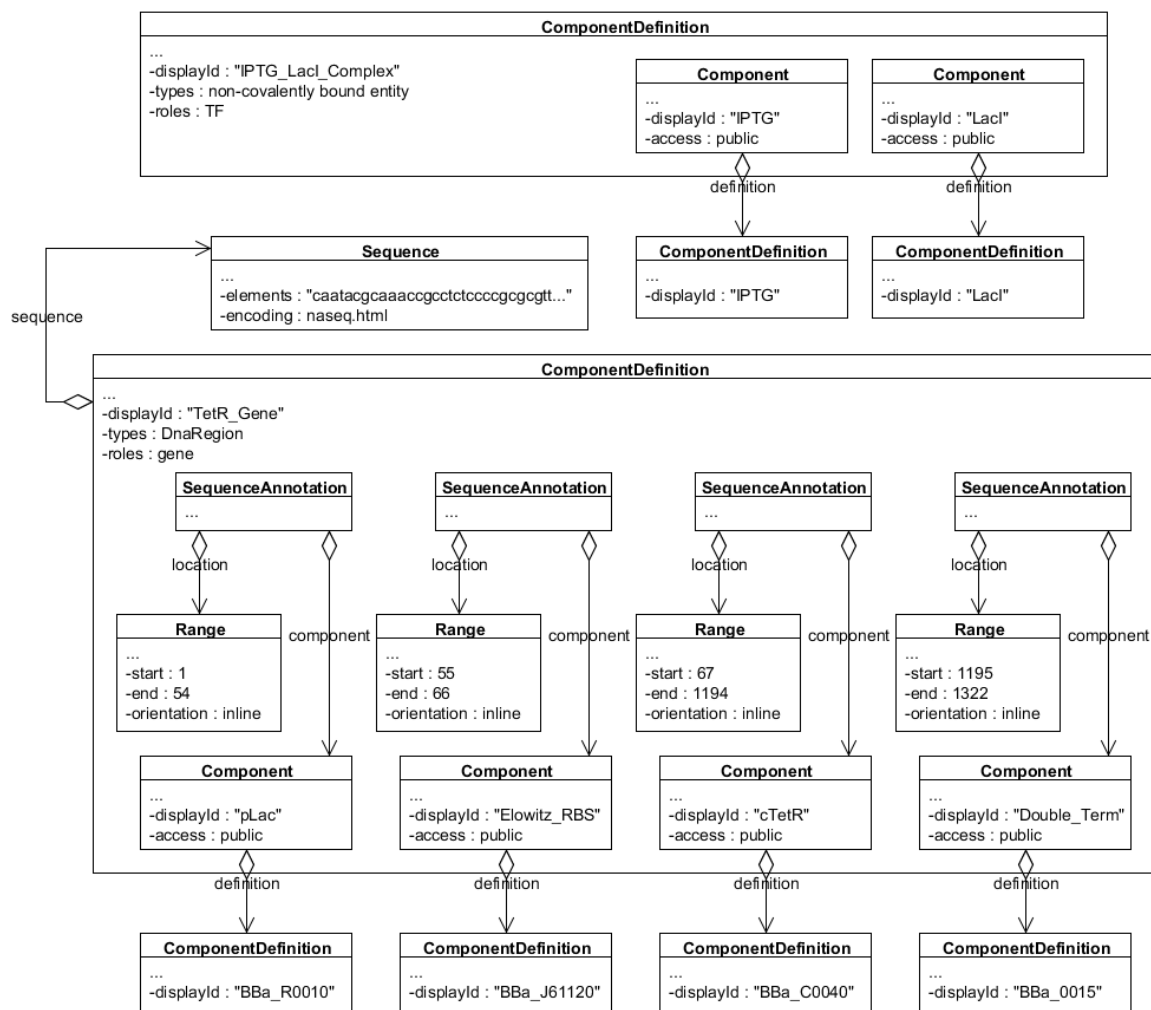 ComponentDefinition
...
-displayId : "IPTG_LacI_Complex"
-types : non-covalently bound entity
-roles : TF
Component
...
-displayId : "IPTG"
-access : public
Component
...
-displayId : "LacI"
-access : public
definition
definition
ComponentDefinition
...
-displayId : "IPTG"
ComponentDefinition
...
-displayId : "LacI"
Sequence
...
-elements : "caatacgcaaaccgcctctccccgcgcgtt..."
-encoding : naseq.html
sequence
ComponentDefinition
...
-displayId : "TetR_Gene"
-types : DnaRegion
-roles : gene
SequenceAnnotation
...
SequenceAnnotation
...
SequenceAnnotation
...
SequenceAnnotation
...
location
location
location
location
Range
...
-start : 1
-end : 54
-orientation : inline
component
Range
...
-start : 55
-end : 66
-orientation : inline
component
Range
...
-start : 67
-end : 1194
-orientation : inline
component
Range
...
-start : 1195
-end : 1322
-orientation : inline
component
Component
...
-displayId : "pLac"
-access : public
Component
...
-displayId : "Elowitz_RBS"
-access : public
Component
...
-displayId : "cTetR"
-access : public
Component
...
-displayId : "Double_Term"
-access : public
definition
definition
definition
definition
ComponentDefinition
...
-displayId : "BBa_R0010"
ComponentDefinition
...
-displayId : "BBa_J61120"
ComponentDefinition
...
-displayId : "BBa_C0040"
ComponentDefinition
...
-displayId : "BBa_0015"